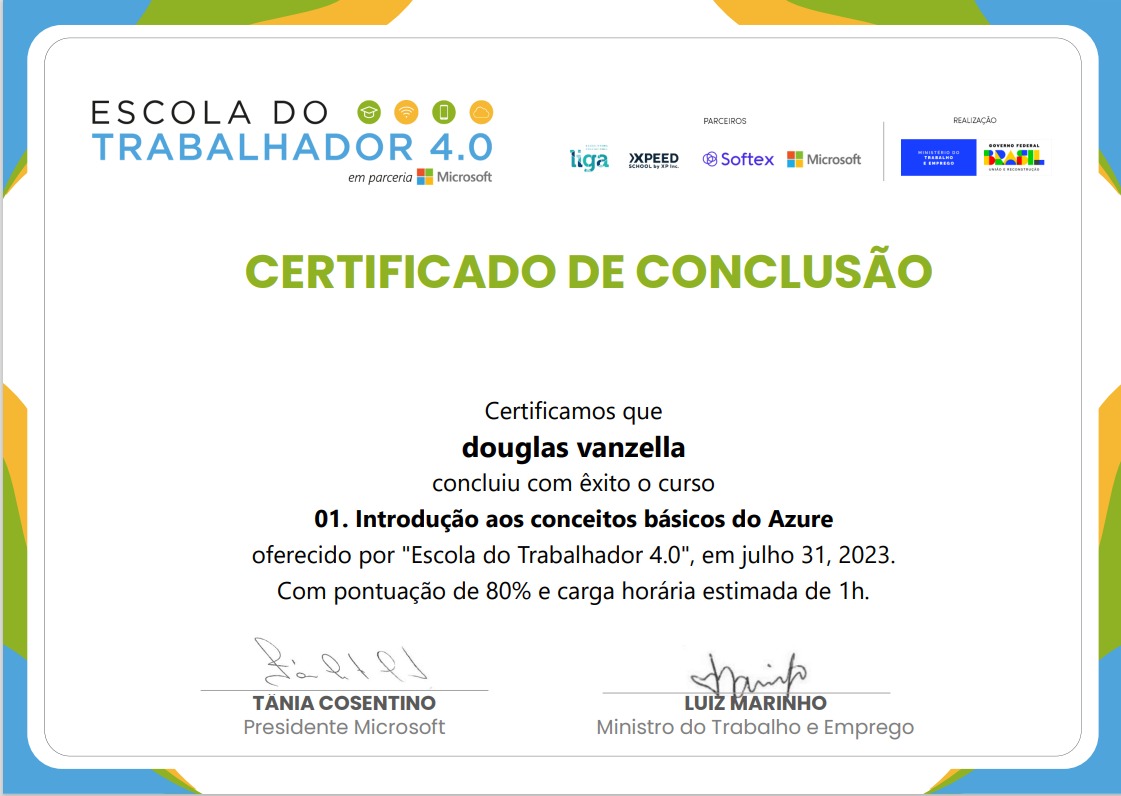 ESCOLA DO
TRABALHADOR 4.0
em parceria Microsoft
PARCEIROS
liga
XPEED
SCHOOL by XP Inc.
Softex
Microsoft
REALIZAÇÃO
MINISTÉRIO DO
TRABALHO
E EMPREGO
GOVERNO FEDERAL
BRASIL
UNIÃO E RECONSTRUÇÃO
CERTIFICADO DE CONCLUSÃO
Certificamos que
douglas vanzella
concluiu com êxito o curso
01. Introdução aos conceitos básicos do Azure
oferecido por "Escola do Trabalhador 4.0", em julho 31, 2023.
Com pontuação de 80% e carga horária estimada de 1h.
TÂNIA COSENTINO
Presidente Microsoft
LUIZ MARINHO
Ministro do Trabalho e Emprego